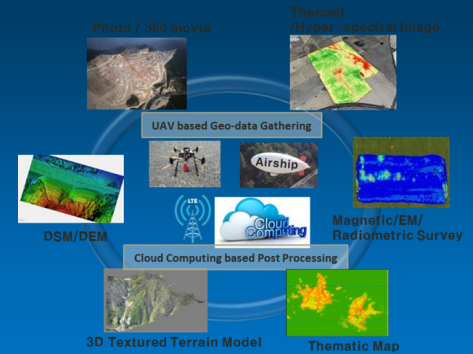 Photo / 360 movie
Thermal
/Hyper-spectral Image
UAV based Geo-data Gathering
Airship
LTE
Cloud
Computing
DSM/DEM
Magnetic/EM/
Radiometric Survey
Cloud Computing based Post Processing
3D Textured Terrain Model
Thematic Map